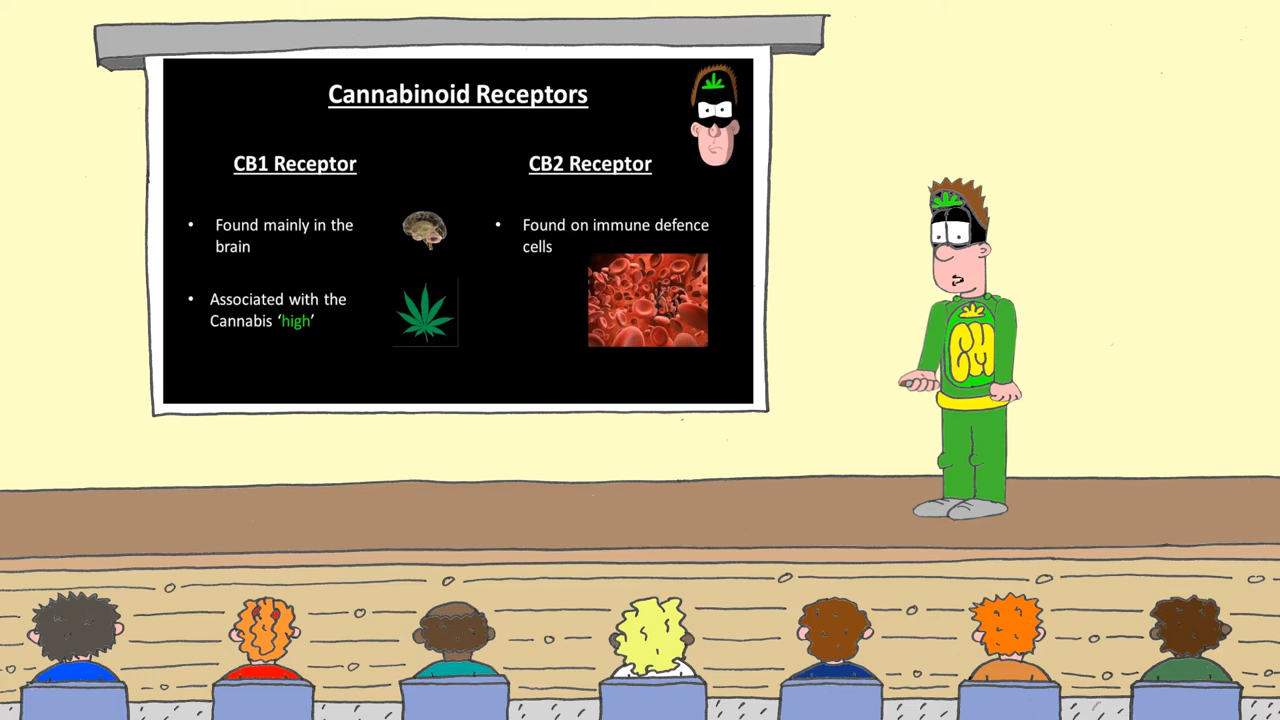 Cannabinoid Receptors
CB1 Receptor
• Found mainly in the
brain
• Associated with the
Cannabis ‘high’
CB2 Receptor
• Found on immune defence
cells